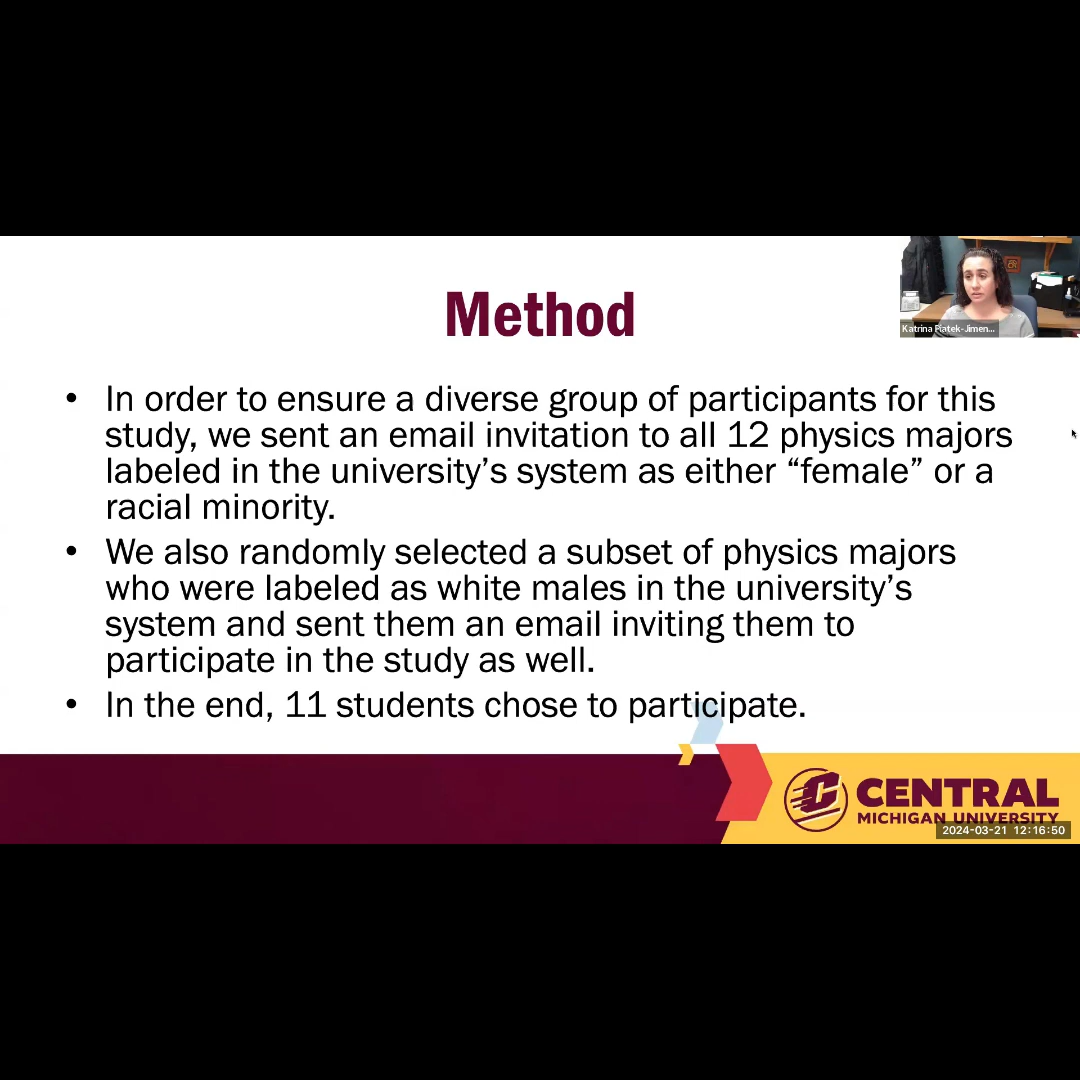 Method
Katrina Piatek-Jimen...
• In order to ensure a diverse group of participants for this
study, we sent an email invitation to all 12 physics majors
labeled in the university’s system as either “female” or a
racial minority.
• We also randomly selected a subset of physics majors
who were labeled as white males in the university’s
system and sent them an email inviting them to
participate in the study as well.
• In the end, 11 students chose to participate.
C
CENTRAL
MICHIGAN UNIVERSITY
2024-03-21 12:16:50